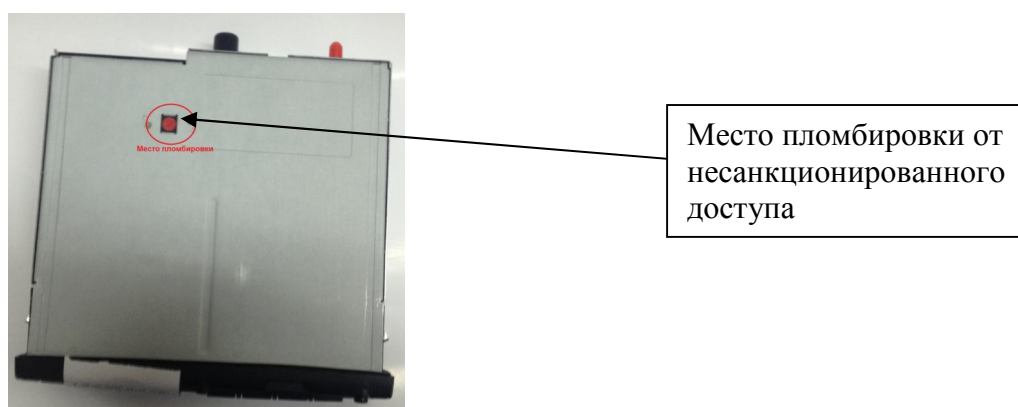 Место пломбировки
Место пломбировки от
несанкционированного
доступа